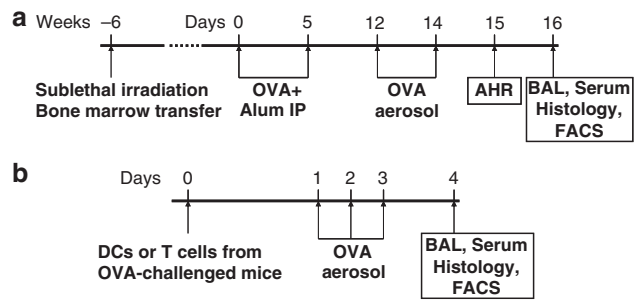 a Weeks –6 Days 0 5 12 14 15 16
Sublethal irradiation
Bone marrow transfer
OVA+
Alum IP
OVA
aerosol
AHR
BAL, Serum
Histology,
FACS
b Days 0 1 2 3 4
DCs or T cells from
OVA-challenged mice
OVA
aerosol
BAL, Serum
Histology,
FACS